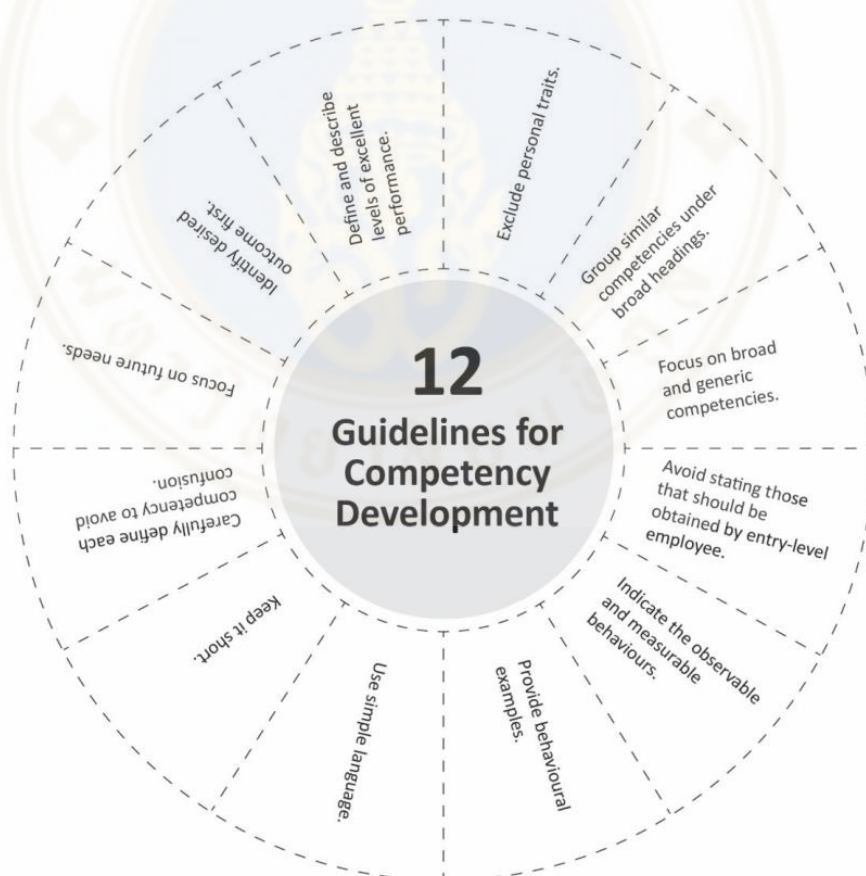 12
Guidelines for
Competency
Development
Exclude personal traits.
Group similar
competencies under
broad headings.
Focus on broad
and generic
competencies.
Avoid stating those
that should be
obtained by entry-level
employee.
Indicate the observable
and measurable
behaviours.
Provide behavioural
examples.
Use simple language.
Keep it short.
Carefully define each
competency to avoid
confusion.
Focus on future needs.
Identify desired
outcome first.
Define and describe
levels of excellent
performance.